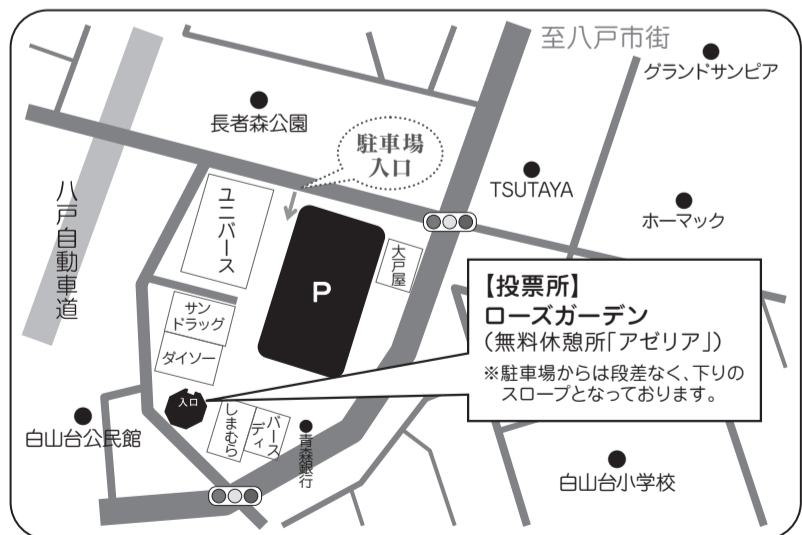 至八戸市街
グランドサンピア
長者森公園
駐車場
入口
TSUTAYA
ホーマック
八戸自動車道
ユニバース
大戸屋
P
サン
ドラッグ
ダイソー
入口
しまむら
バース
ディ
青森銀行
白山台公民館
【投票所】
ローズガーデン
（無料休憩所「アゼリア」）
※駐車場からは段差なく、下りの
スロープとなっております。
白山台小学校